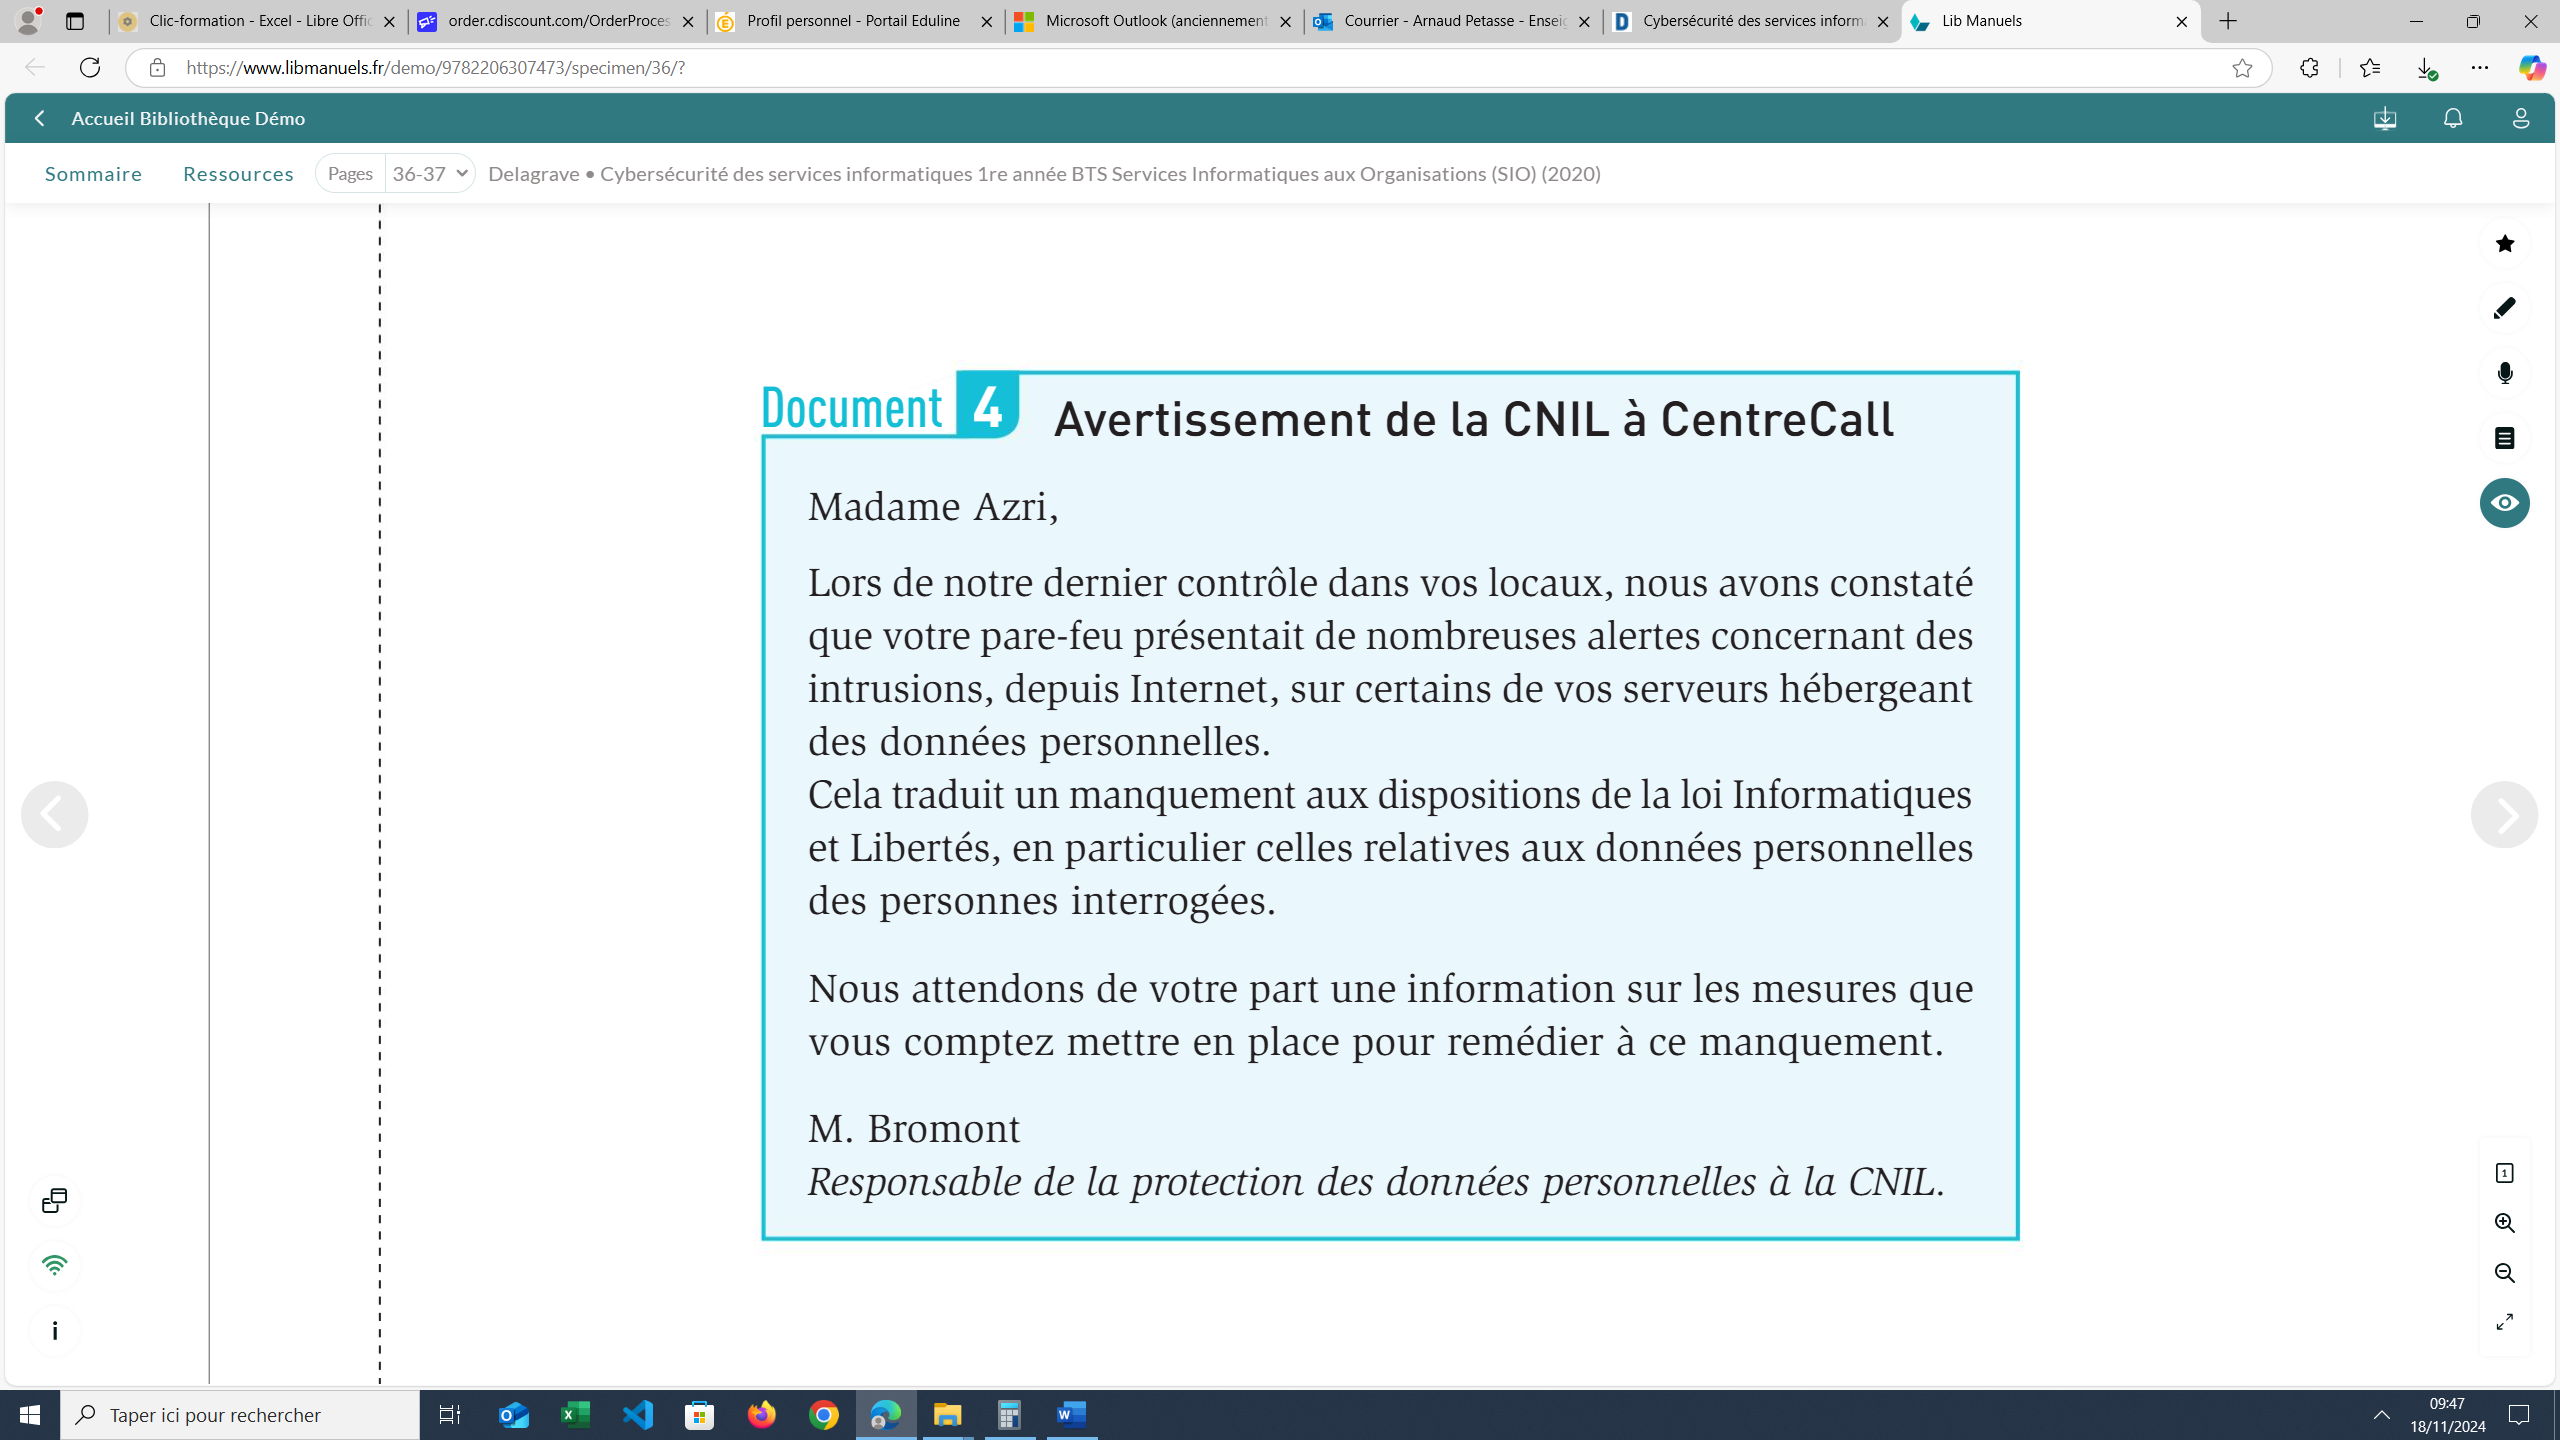 Clic-formation - Excel - Libre Offic
order.cdiscount.com/OrderProces
Profil personnel - Portail Eduline
Microsoft Outlook (anciennement
Courrier - Arnaud Petasse - Enseig
Cybersécurité des services informa
Lib Manuels
https://www.libmanuels.fr/demo/9782206307473/specimen/36/?
Accueil Bibliothèque Démo
Sommaire Ressources Pages 36-37 Delagrave • Cybersécurité des services informatiques 1re année BTS Services Informatiques aux Organisations (SIO) (2020)
Document 4 Avertissement de la CNIL à CentreCall
Madame Azri,
Lors de notre dernier contrôle dans vos locaux, nous avons constaté
que votre pare-feu présentait de nombreuses alertes concernant des
intrusions, depuis Internet, sur certains de vos serveurs hébergeant
des données personnelles.
Cela traduit un manquement aux dispositions de la loi Informatiques
et Libertés, en particulier celles relatives aux données personnelles
des personnes interrogées.
Nous attendons de votre part une information sur les mesures que
vous comptez mettre en place pour remédier à ce manquement.
M. Bromont
Responsable de la protection des données personnelles à la CNIL.
Taper ici pour rechercher
09:47
18/11/2024